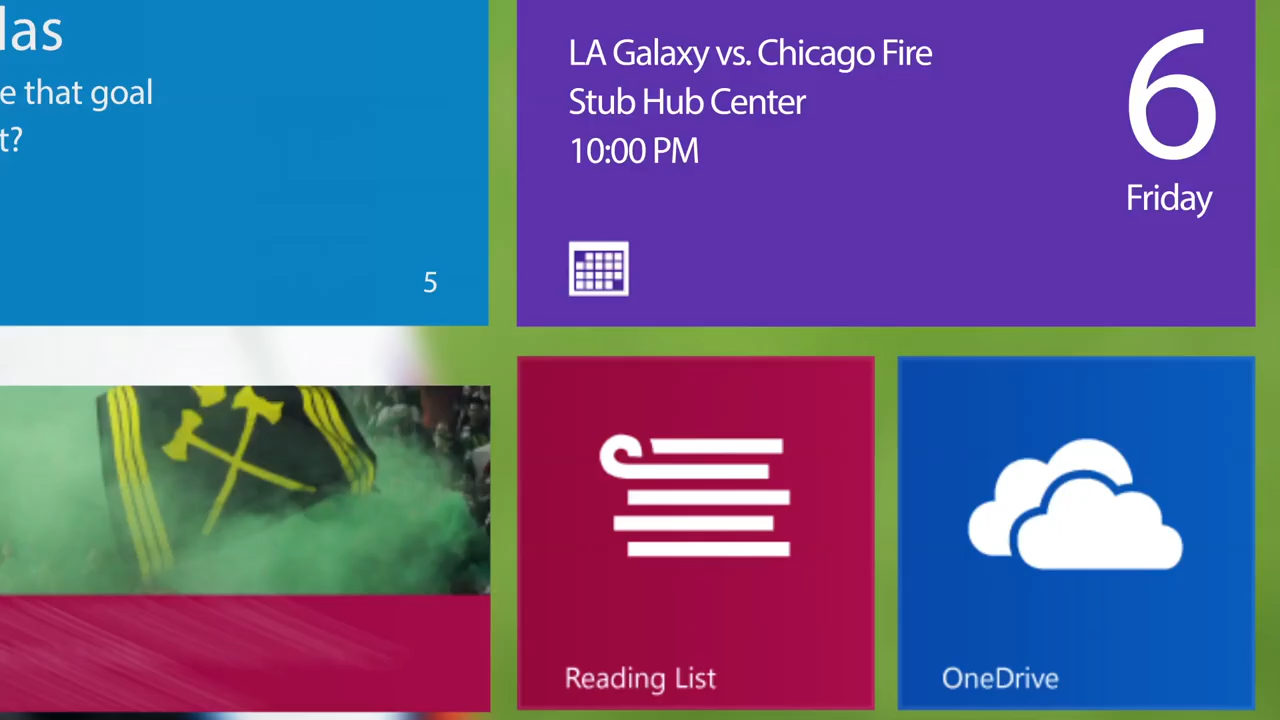 las
e that goal
t?
5
LA Galaxy vs. Chicago Fire
Stub Hub Center
10:00 PM
6
Friday
Reading List
OneDrive